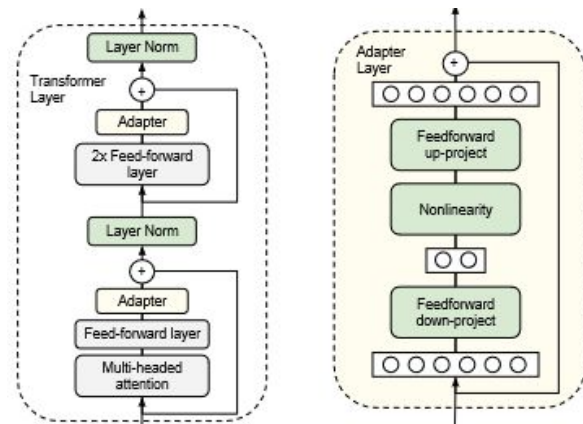 Layer Norm
Transformer
Layer
+
Adapter
2x Feed-forward
layer
Layer Norm
+
Adapter
Feed-forward layer
Multi-headed
attention
Adapter
Layer
+
Feedforward
up-project
Nonlinearity
Feedforward
down-project